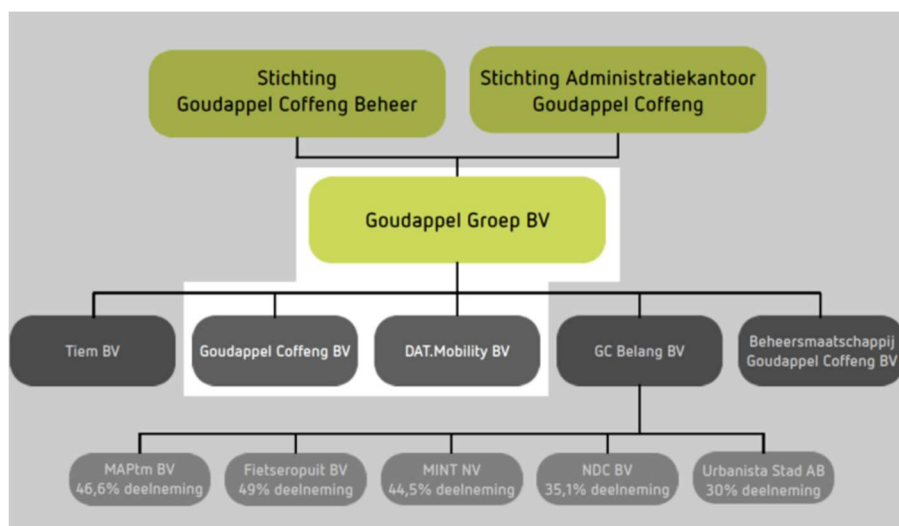 Stichting
Goudappel Coffeng Beheer
Stichting Administratiekantoor
Goudappel Coffeng
Goudappel Groep BV
Tiem BV
Goudappel Coffeng BV
DAT.Mobility BV
GC Belang BV
Beheersmaatschappij
Goudappel Coffeng BV
MAPtm BV
46,6% deelneming
Fietseropuit BV
49% deelneming
MINT NV
44,5% deelneming
NDC BV
35,1% deelneming
Urbanista Stad AB
30% deelneming